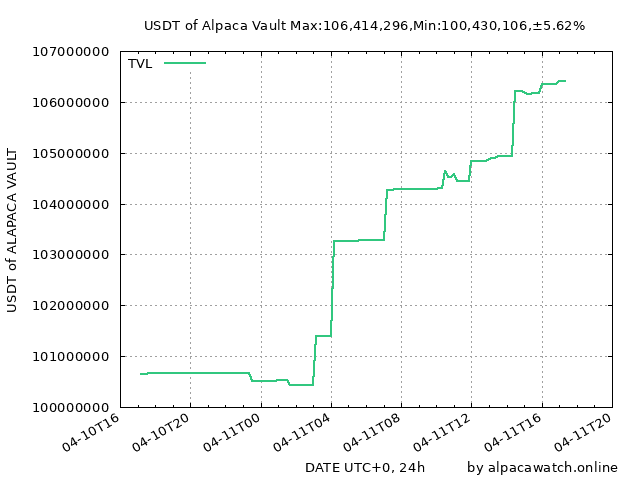 USDT of Alpaca Vault Max:106,414,296,Min:100,430,106,±5.62%
107000000
TVL
106000000
105000000
104000000
103000000
102000000
101000000
100000000
USDT of ALAPACA VAULT
04-10T16
04-10T20
04-11T00
04-11T04
04-11T08
04-11T12
04-11T16
04-11T20
DATE UTC+0, 24h
by alpacawatch.online